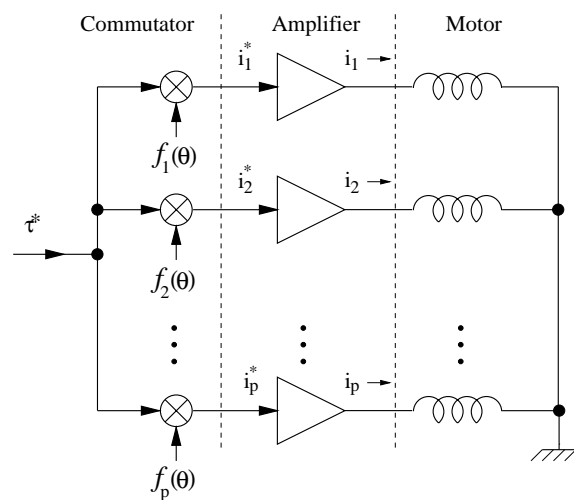 Commutator Amplifier Motor
i₁* i₁
f₁(θ)
i₂* i₂
τ*
f₂(θ)
iₚ* iₚ
fₚ(θ)